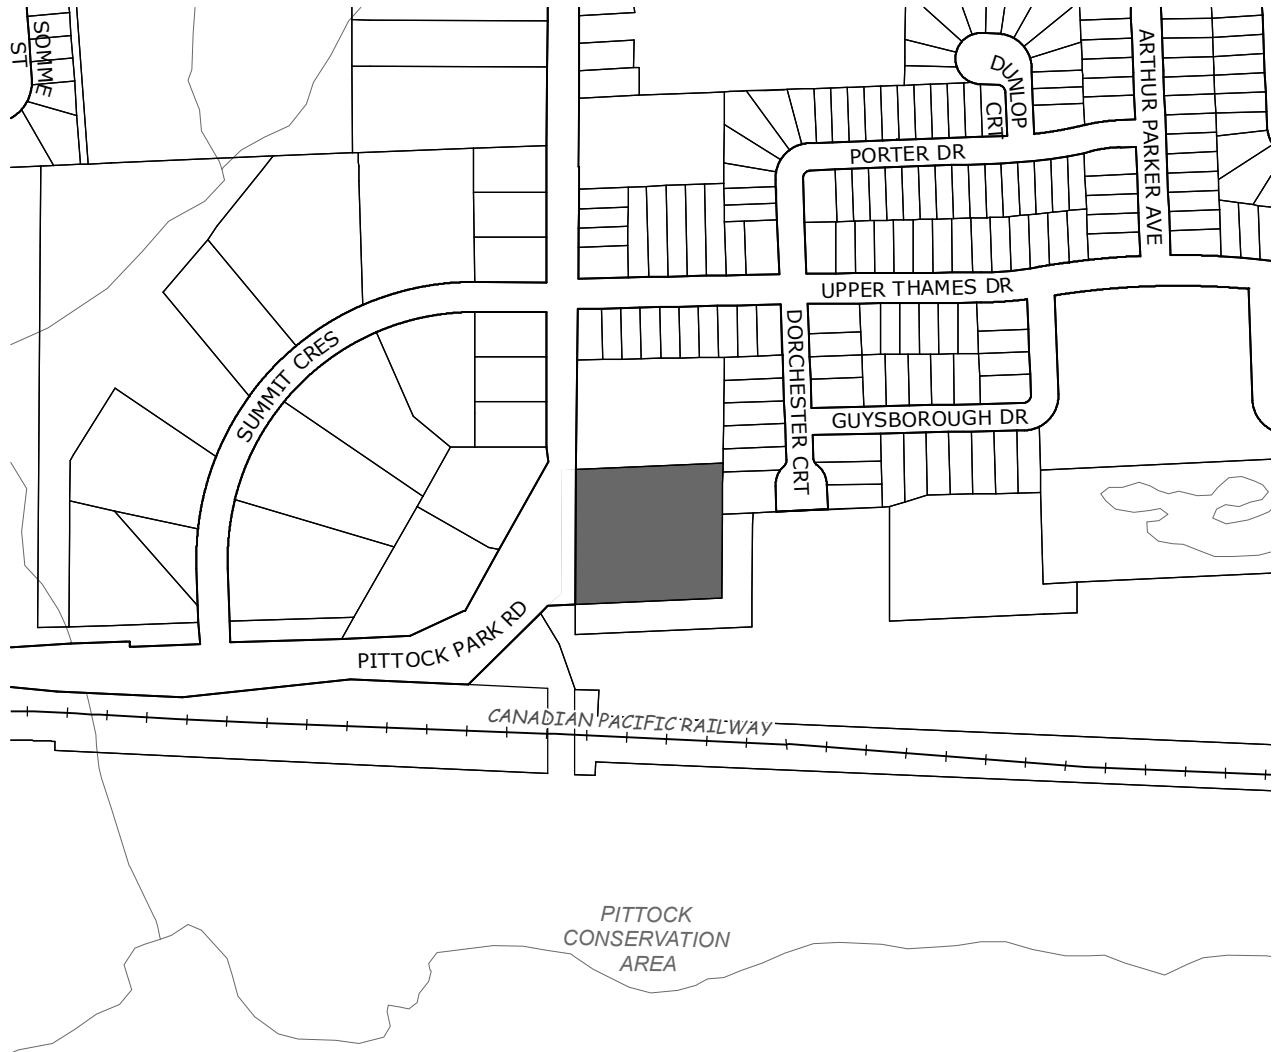 SOMME
ST
DUNLOP
CRT
ARTHUR PARKER AVE
PORTER DR
UPPER THAMES DR
SUMMIT CRES
DORCHESTER CRT
GUYSBOROUGH DR
PITTOCK PARK RD
CANADIAN PACIFIC RAILWAY
PITTOCK
CONSERVATION
AREA